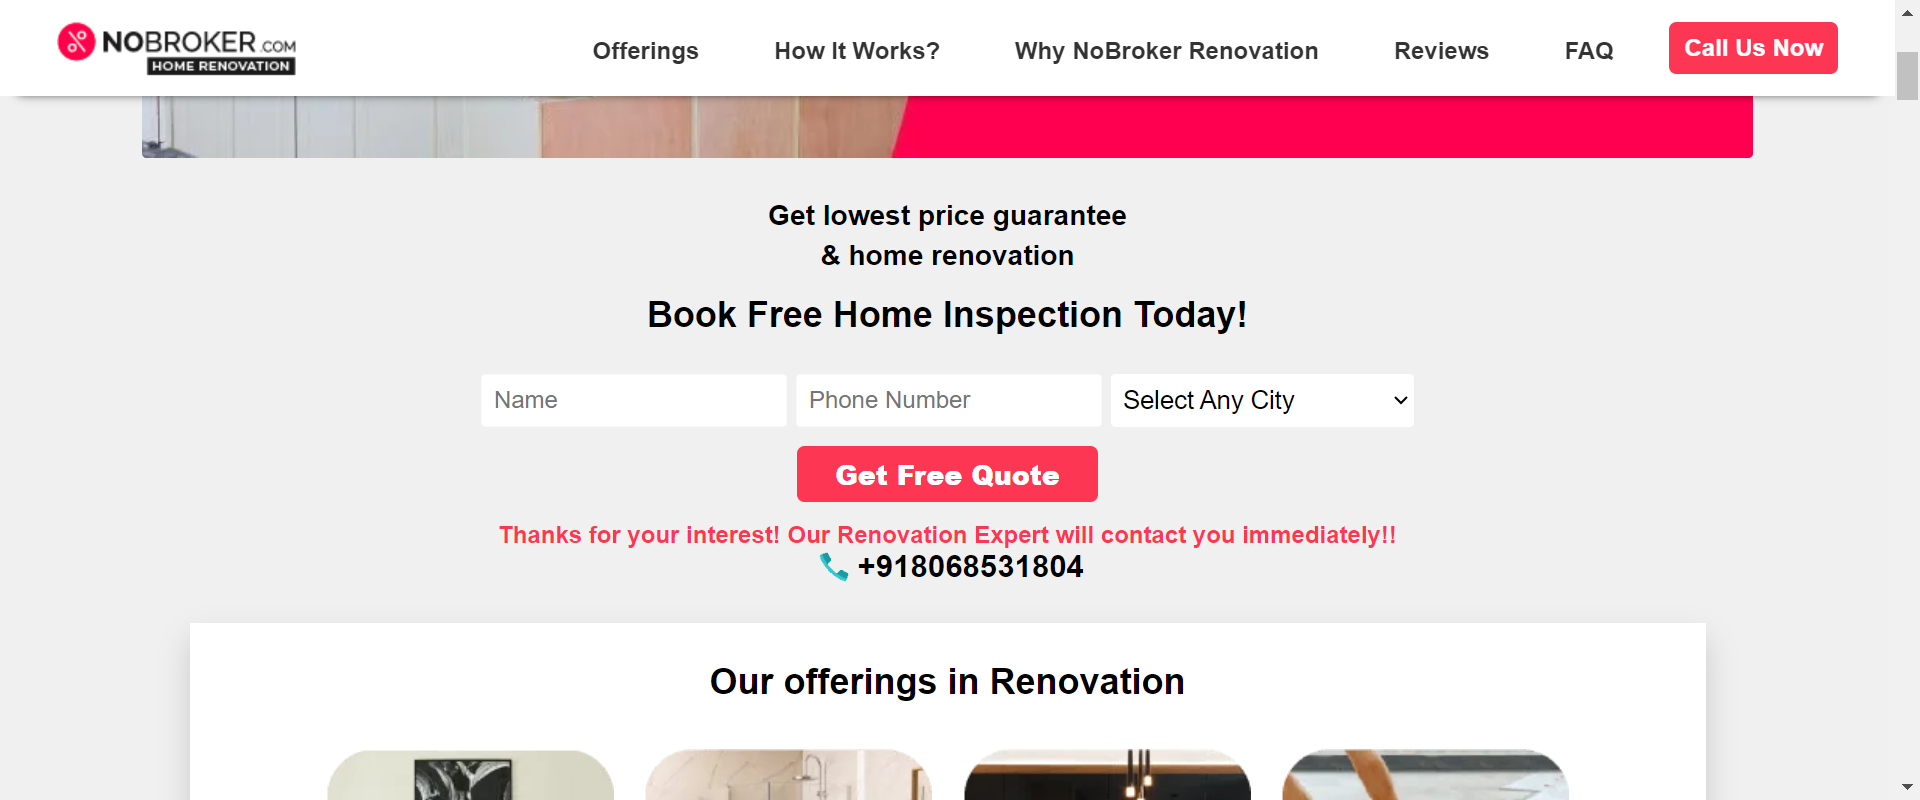 NOBROKER.COM
HOME RENOVATION
Offerings
How It Works?
Why NoBroker Renovation
Reviews
FAQ
Call Us Now
Get lowest price guarantee
& home renovation
Book Free Home Inspection Today!
Name
Phone Number
Select Any City
Get Free Quote
Thanks for your interest! Our Renovation Expert will contact you immediately!!
+918068531804
Our offerings in Renovation